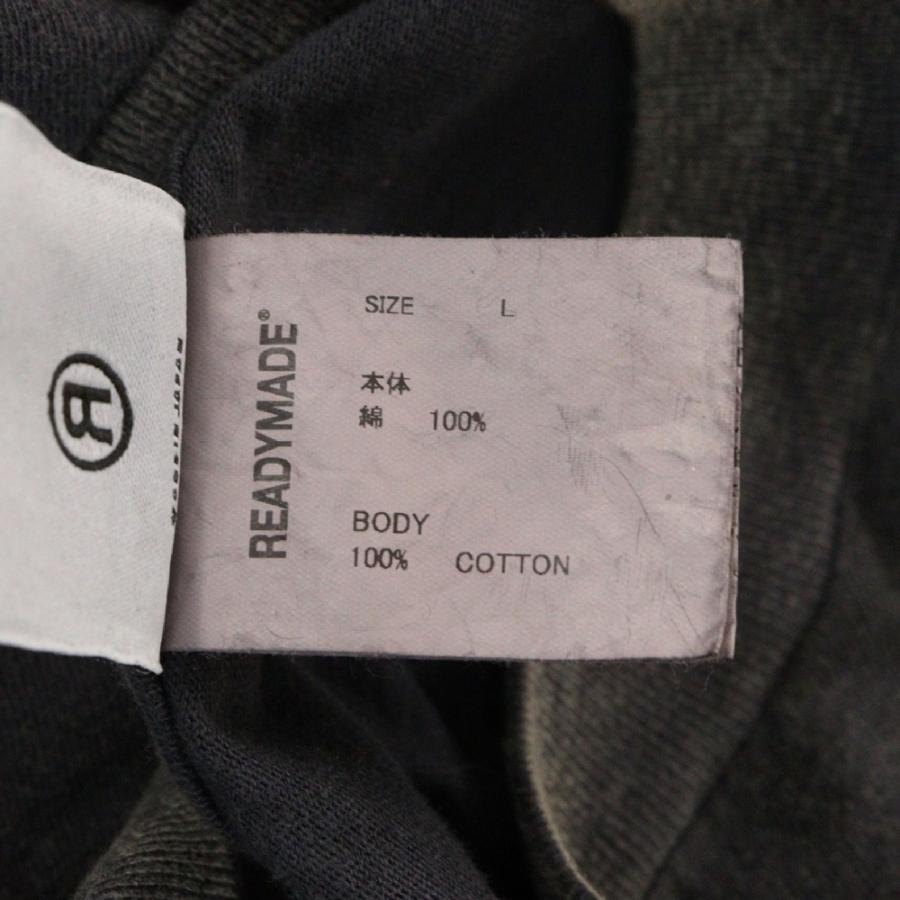 READYMADE®
SIZE L
本体
綿 100%
BODY
100% COTTON
R